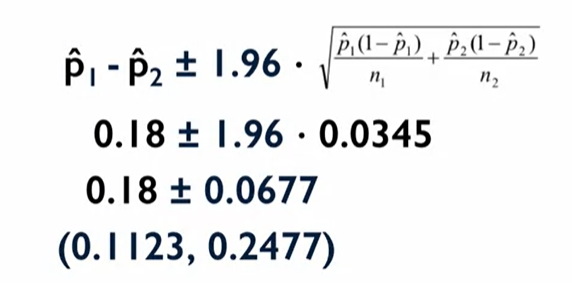 p̂₁ - p̂₂ ± 1.96 · √(p̂₁(1-p̂₁)/n₁ + p̂₂(1-p̂₂)/n₂)
0.18 ± 1.96 · 0.0345
0.18 ± 0.0677
(0.1123, 0.2477)